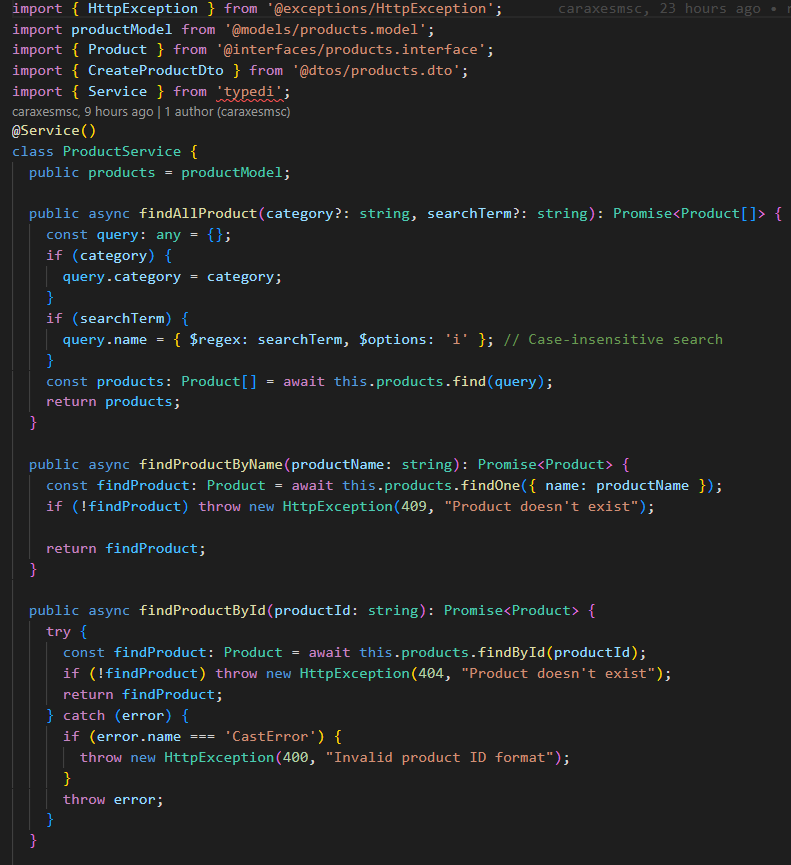 import { HttpException } from '@exceptions/HttpException'; caraxesmsc, 23 hours ago •
import productModel from '@models/products.model';
import { Product } from '@interfaces/products.interface';
import { CreateProductDto } from '@dtos/products.dto';
import { Service } from 'typedi';
caraxesmsc, 9 hours ago | 1 author (caraxesmsc)
@Service()
class ProductService {
  public products = productModel;

  public async findAllProduct(category?: string, searchTerm?: string): Promise<Product[]> {
    const query: any = {};
    if (category) {
      query.category = category;
    }
    if (searchTerm) {
      query.name = { $regex: searchTerm, $options: 'i' }; // Case-insensitive search
    }
    const products: Product[] = await this.products.find(query);
    return products;
  }

  public async findProductByName(productName: string): Promise<Product> {
    const findProduct: Product = await this.products.findOne({ name: productName });
    if (!findProduct) throw new HttpException(409, "Product doesn't exist");

    return findProduct;
  }

  public async findProductById(productId: string): Promise<Product> {
    try {
      const findProduct: Product = await this.products.findById(productId);
      if (!findProduct) throw new HttpException(404, "Product doesn't exist");
      return findProduct;
    } catch (error) {
      if (error.name === 'CastError') {
        throw new HttpException(400, "Invalid product ID format");
      }
      throw error;
    }
  }